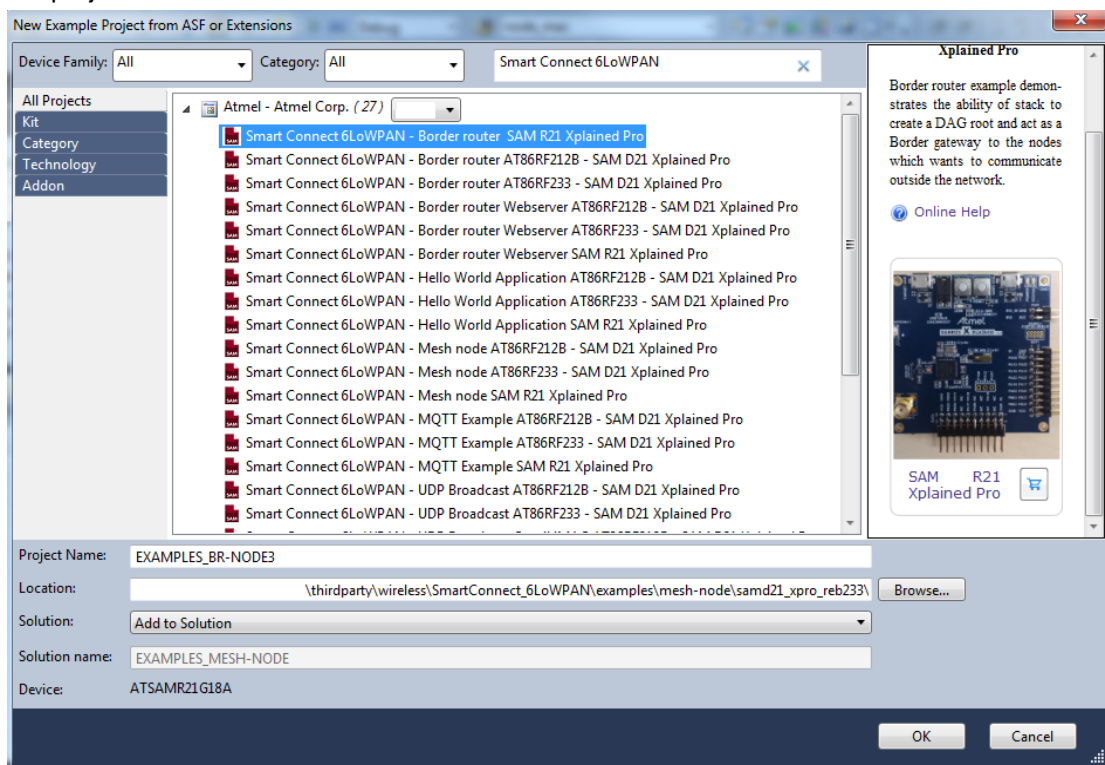 New Example Project from ASF or Extensions
Device Family: All Category: All Smart Connect 6LoWPAN
All Projects
Kit
Category
Technology
Addon
Atmel - Atmel Corp. (27)
Smart Connect 6LoWPAN - Border router SAM R21 Xplained Pro
Smart Connect 6LoWPAN - Border router AT86RF212B - SAM D21 Xplained Pro
Smart Connect 6LoWPAN - Border router AT86RF233 - SAM D21 Xplained Pro
Smart Connect 6LoWPAN - Border router Webserver AT86RF212B - SAM D21 Xplained Pro
Smart Connect 6LoWPAN - Border router Webserver AT86RF233 - SAM D21 Xplained Pro
Smart Connect 6LoWPAN - Border router Webserver SAM R21 Xplained Pro
Smart Connect 6LoWPAN - Hello World Application AT86RF212B - SAM D21 Xplained Pro
Smart Connect 6LoWPAN - Hello World Application AT86RF233 - SAM D21 Xplained Pro
Smart Connect 6LoWPAN - Hello World Application SAM R21 Xplained Pro
Smart Connect 6LoWPAN - Mesh node AT86RF212B - SAM D21 Xplained Pro
Smart Connect 6LoWPAN - Mesh node AT86RF233 - SAM D21 Xplained Pro
Smart Connect 6LoWPAN - Mesh node SAM R21 Xplained Pro
Smart Connect 6LoWPAN - MQTT Example AT86RF212B - SAM D21 Xplained Pro
Smart Connect 6LoWPAN - MQTT Example AT86RF233 - SAM D21 Xplained Pro
Smart Connect 6LoWPAN - MQTT Example SAM R21 Xplained Pro
Smart Connect 6LoWPAN - UDP Broadcast AT86RF212B - SAM D21 Xplained Pro
Smart Connect 6LoWPAN - UDP Broadcast AT86RF233 - SAM D21 Xplained Pro
Xplained Pro
Border router example demon-
strates the ability of stack to
create a DAG root and act as a
Border gateway to the nodes
which wants to communicate
outside the network.
Online Help
Atmel
SAM R21
Xplained Pro
Project Name: EXAMPLES_BR-NODE3
Location: \thirdparty\wireless\SmartConnect_6LoWPAN\examples\mesh-node\samd21_xpro_reb233\ Browse...
Solution: Add to Solution
Solution name: EXAMPLES_MESH-NODE
Device: ATSAMR21G18A
OK Cancel